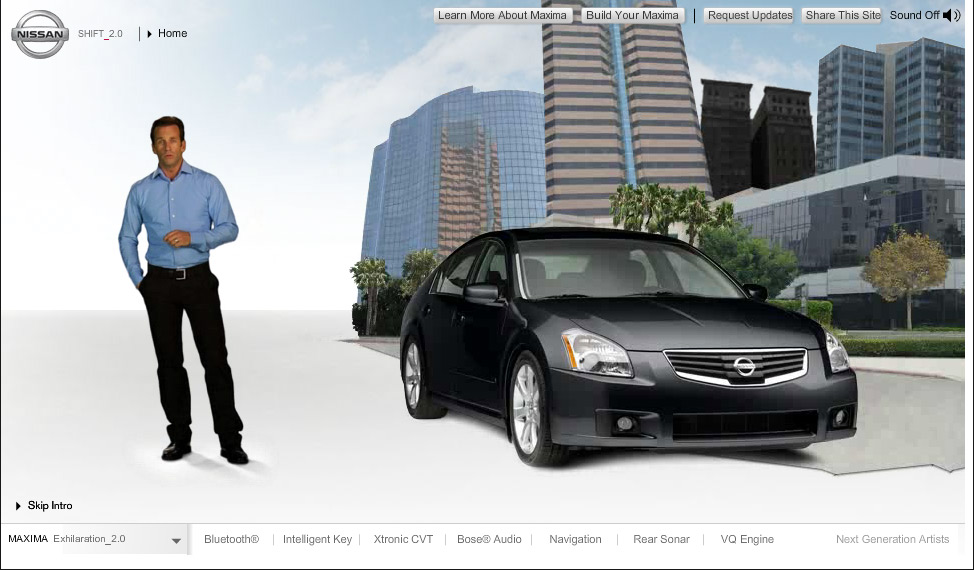 Learn More About Maxima
Build Your Maxima
Request Updates
Share This Site
Sound Off
NISSAN
SHIFT_2.0
Home
Skip Intro
MAXIMA Exhilaration_2.0
Bluetooth®
Intelligent Key
Xtronic CVT
Bose® Audio
Navigation
Rear Sonar
VQ Engine
Next Generation Artists